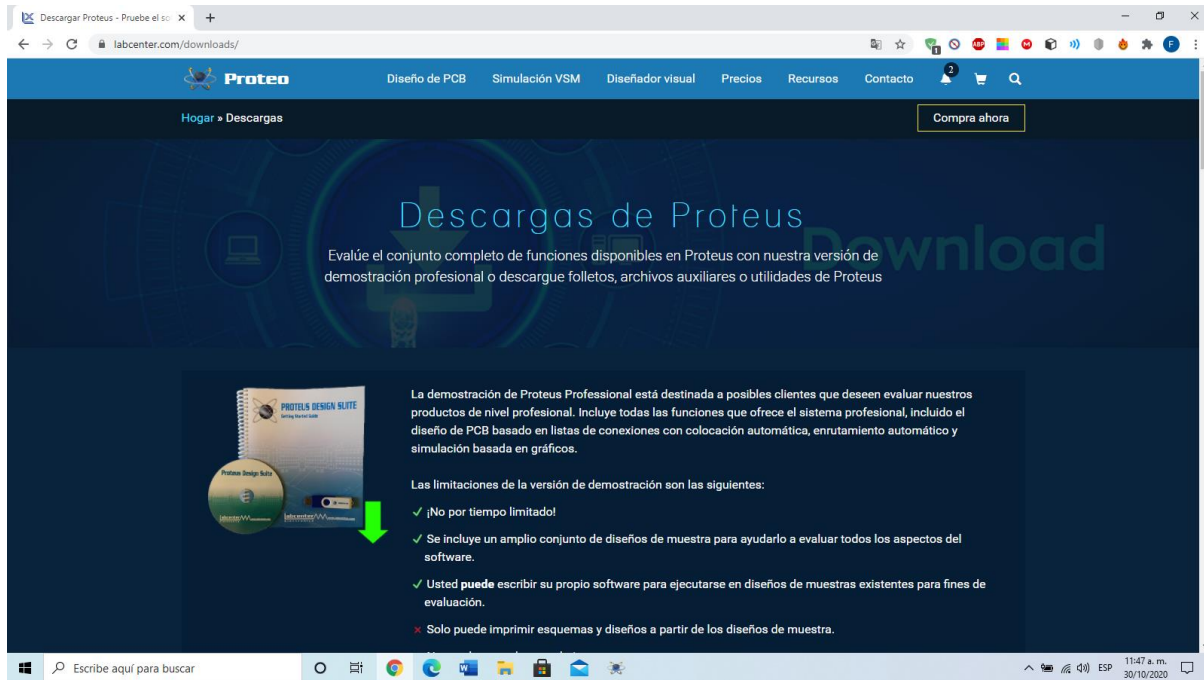 Descargar Proteus - Pruebe el so
labcenter.com/downloads/
Proteo
Diseño de PCB
Simulación VSM
Diseñador visual
Precios
Recursos
Contacto
2
Hogar » Descargas
Compra ahora
Download
Descargas de Proteus
Evalúe el conjunto completo de funciones disponibles en Proteus con nuestra versión de
demostración profesional o descargue folletos, archivos auxiliares o utilidades de Proteus
PROTEUS DESIGN SUITE
Getting Started Guide
Proteus Design Suite
labcenter
labcenter
La demostración de Proteus Professional está destinada a posibles clientes que deseen evaluar nuestros
productos de nivel profesional. Incluye todas las funciones que ofrece el sistema profesional, incluido el
diseño de PCB basado en listas de conexiones con colocación automática, enrutamiento automático y
simulación basada en gráficos.
Las limitaciones de la versión de demostración son las siguientes:
¡No por tiempo limitado!
Se incluye un amplio conjunto de diseños de muestra para ayudarlo a evaluar todos los aspectos del
software.
Usted puede escribir su propio software para ejecutarse en diseños de muestras existentes para fines de
evaluación.
Solo puede imprimir esquemas y diseños a partir de los diseños de muestra.
Escribe aquí para buscar
ESP
11:47 a. m.
30/10/2020